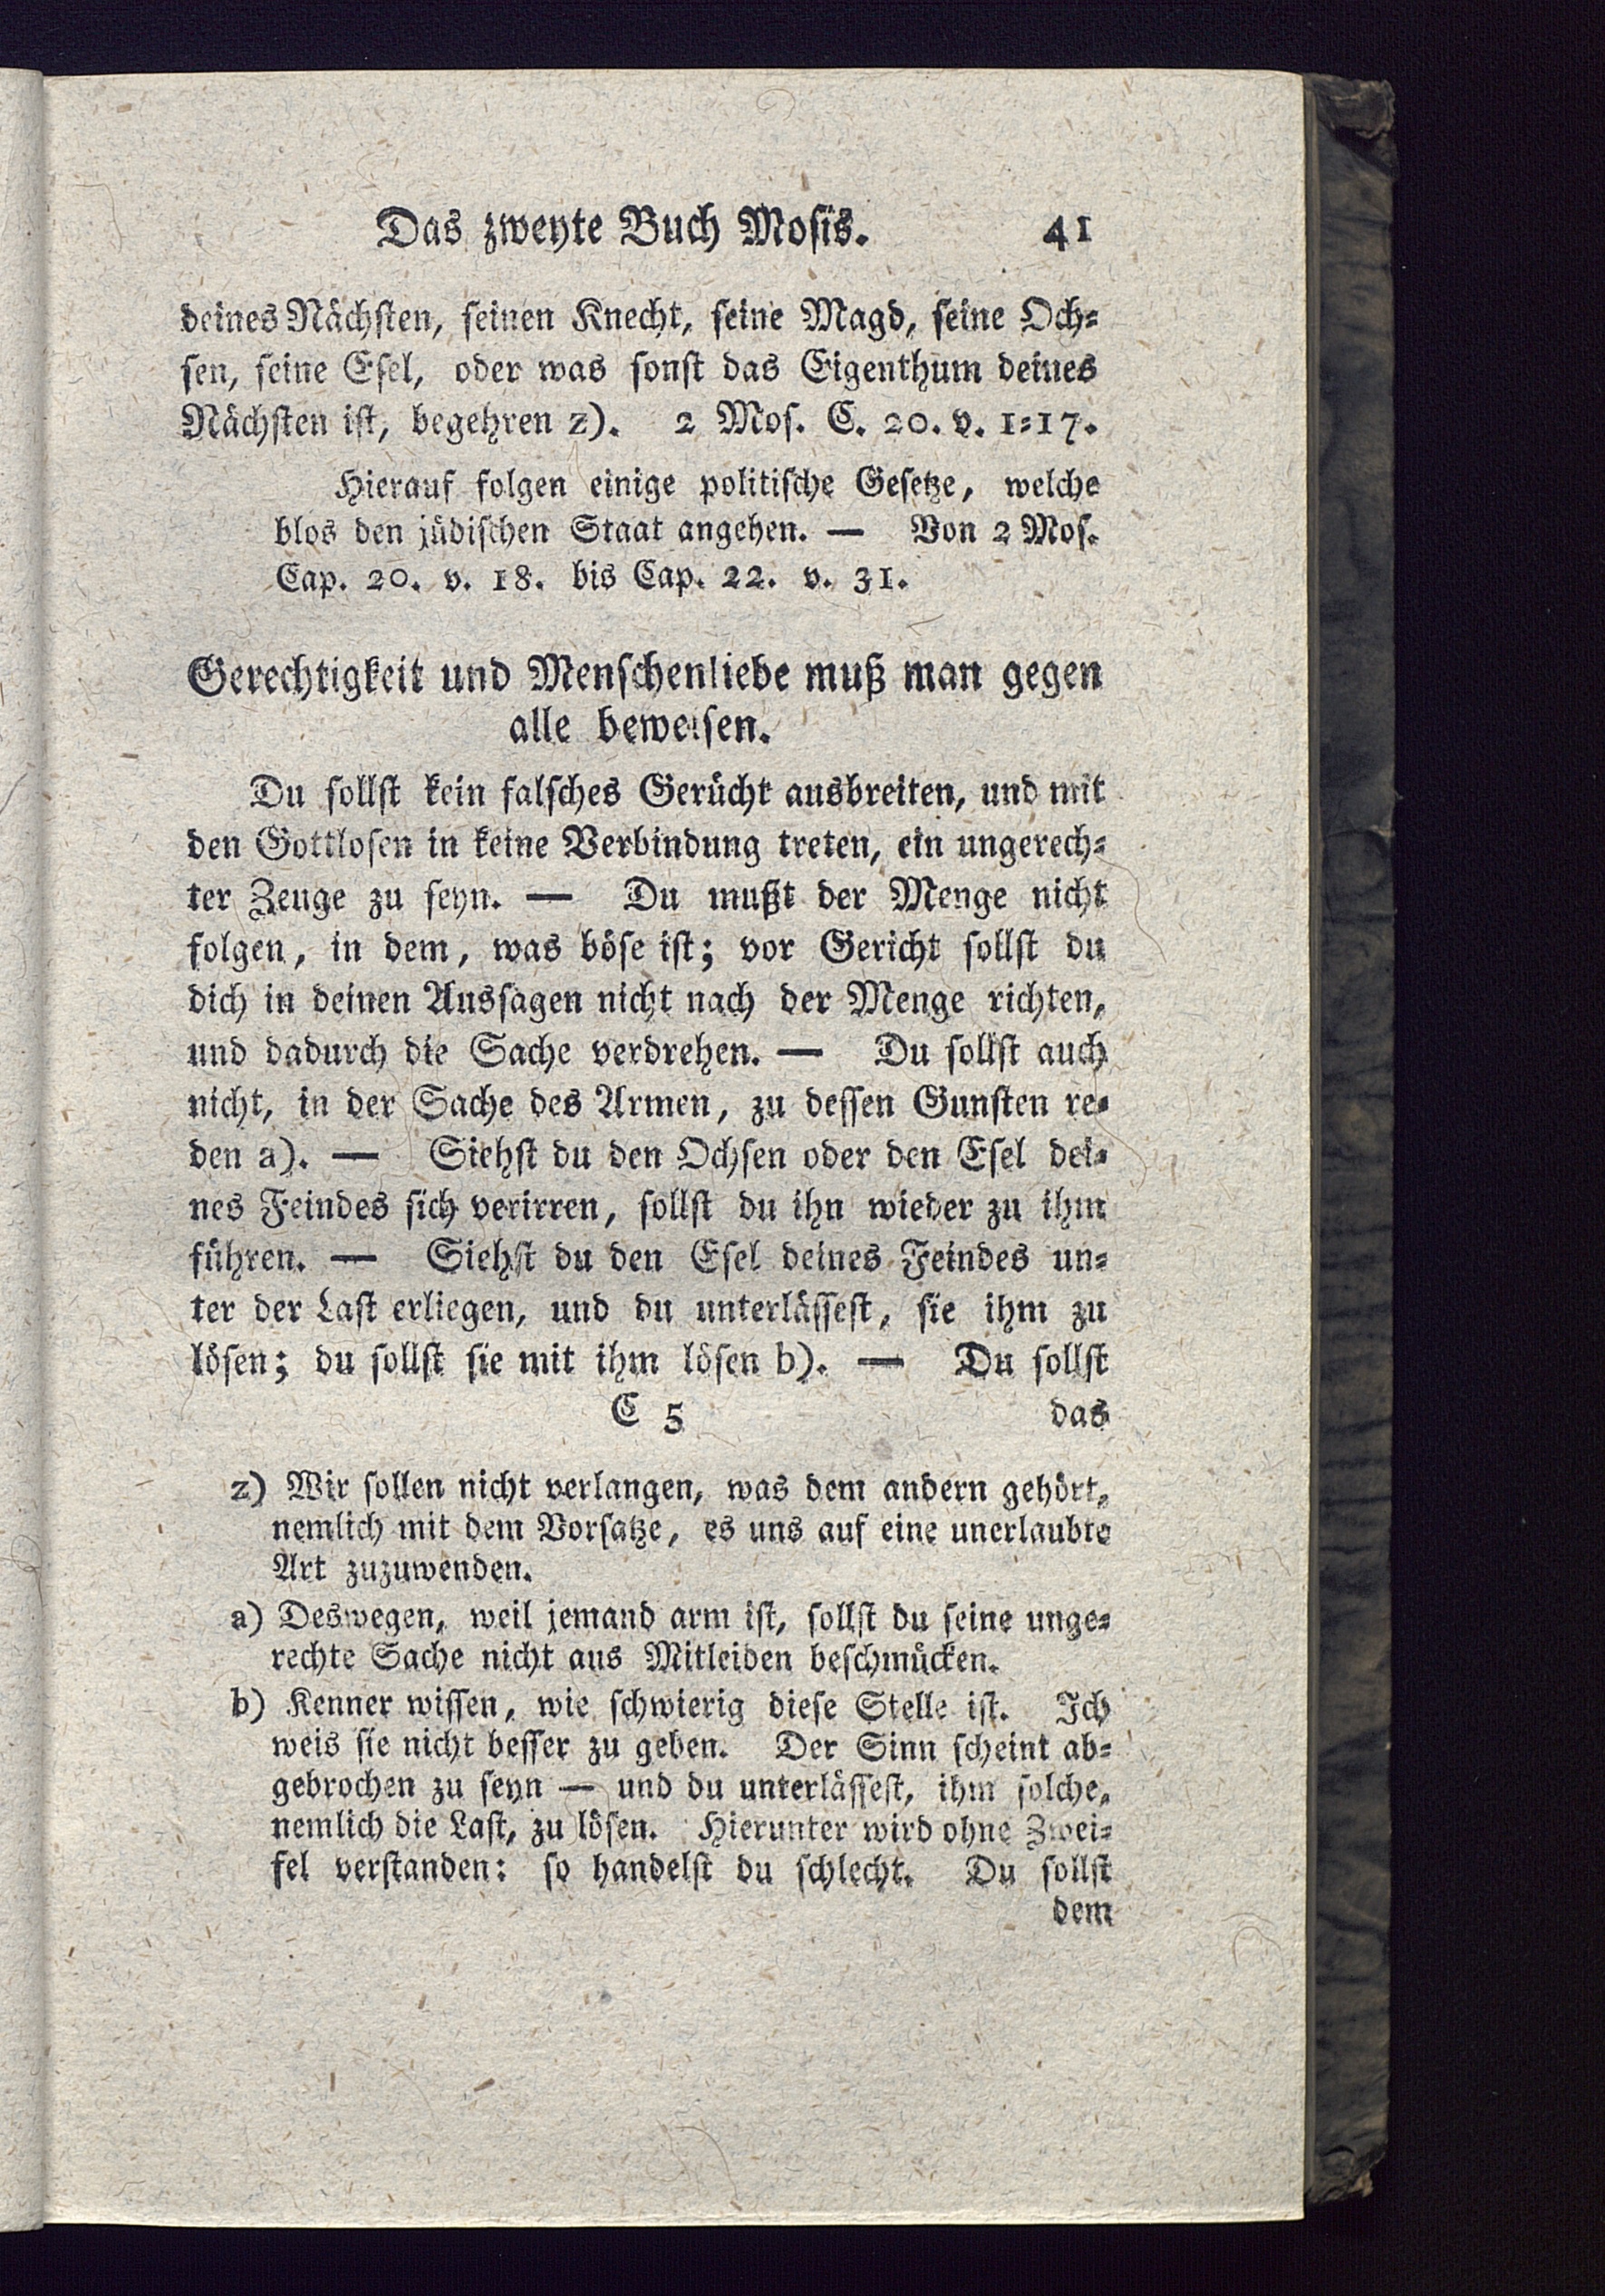 Das zweyte Buch Mosis. 41
deines Nächsten, seinen Knecht, seine Magd, seine Och-
sen, seine Esel, oder was sonst das Eigenthum deines
Nächsten ist, begehren z). 2 Mos. C. 20. v. 1-17.
Hierauf folgen einige politische Gesetze, welche
blos den jüdischen Staat angehen. — Von 2 Mos.
Cap. 20. v. 18. bis Cap. 22. v. 31.
Gerechtigkeit und Menschenliebe muß man gegen
alle beweisen.
Du sollst kein falsches Gerücht ausbreiten, und mit
den Gottlosen in keine Verbindung treten, ein ungerech-
ter Zeuge zu seyn. — Du mußt der Menge nicht
folgen, in dem, was böse ist; vor Gericht sollst du
dich in deinen Aussagen nicht nach der Menge richten,
und dadurch die Sache verdrehen. — Du sollst auch
nicht, in der Sache des Armen, zu dessen Gunsten re-
den a). — Siehst du den Ochsen oder den Esel dei-
nes Feindes sich verirren, sollst du ihn wieder zu ihm
führen. — Siehst du den Esel deines Feindes un-
ter der Last erliegen, und du unterlässest, sie ihm zu
lösen; du sollst sie mit ihm lösen b). — Du sollst
C 5 das
z) Wir sollen nicht verlangen, was dem andern gehört,
nemlich mit dem Vorsatze, es uns auf eine unerlaubte
Art zuzuwenden.
a) Deswegen, weil jemand arm ist, sollst du seine unge-
rechte Sache nicht aus Mitleiden beschmücken.
b) Kenner wissen, wie schwierig diese Stelle ist. Ich
weis sie nicht besser zu geben. Der Sinn scheint ab-
gebrochen zu seyn — und du unterlässest, ihm solche,
nemlich die Last, zu lösen. Hierunter wird ohne Zwei-
fel verstanden: so handelst du schlecht. Du sollst
dem